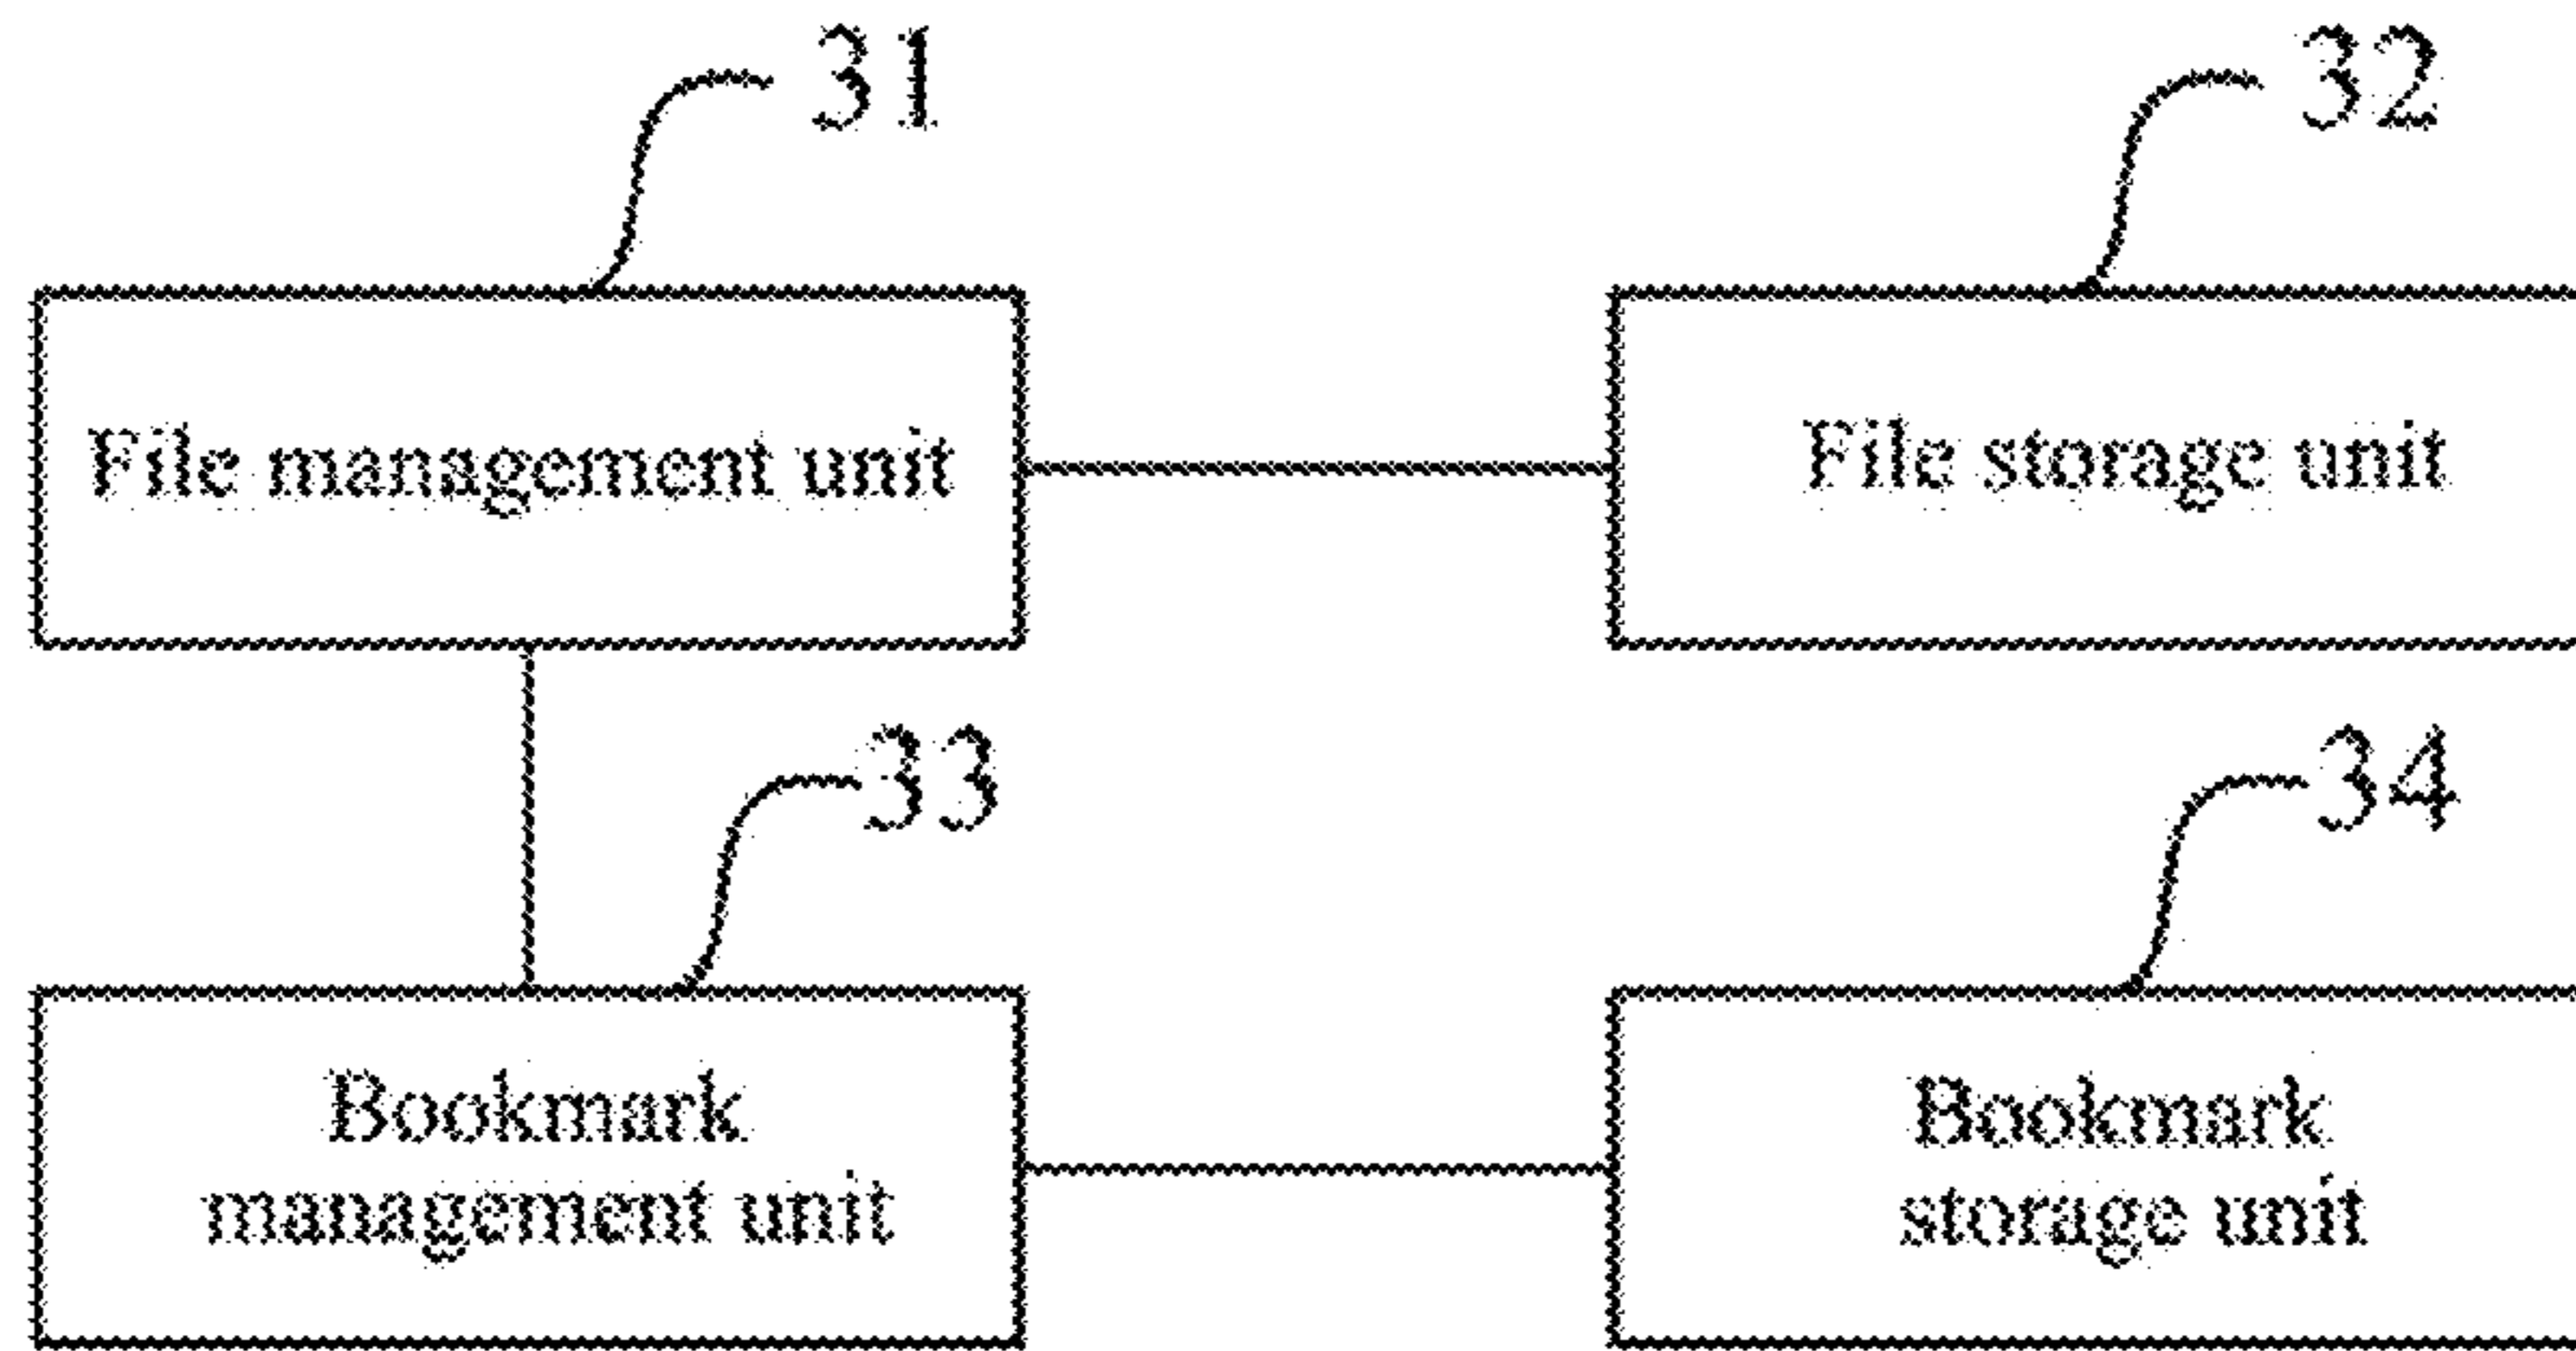 31
32
File management unit
File storage unit
33
34
Bookmark
management unit
Bookmark
storage unit